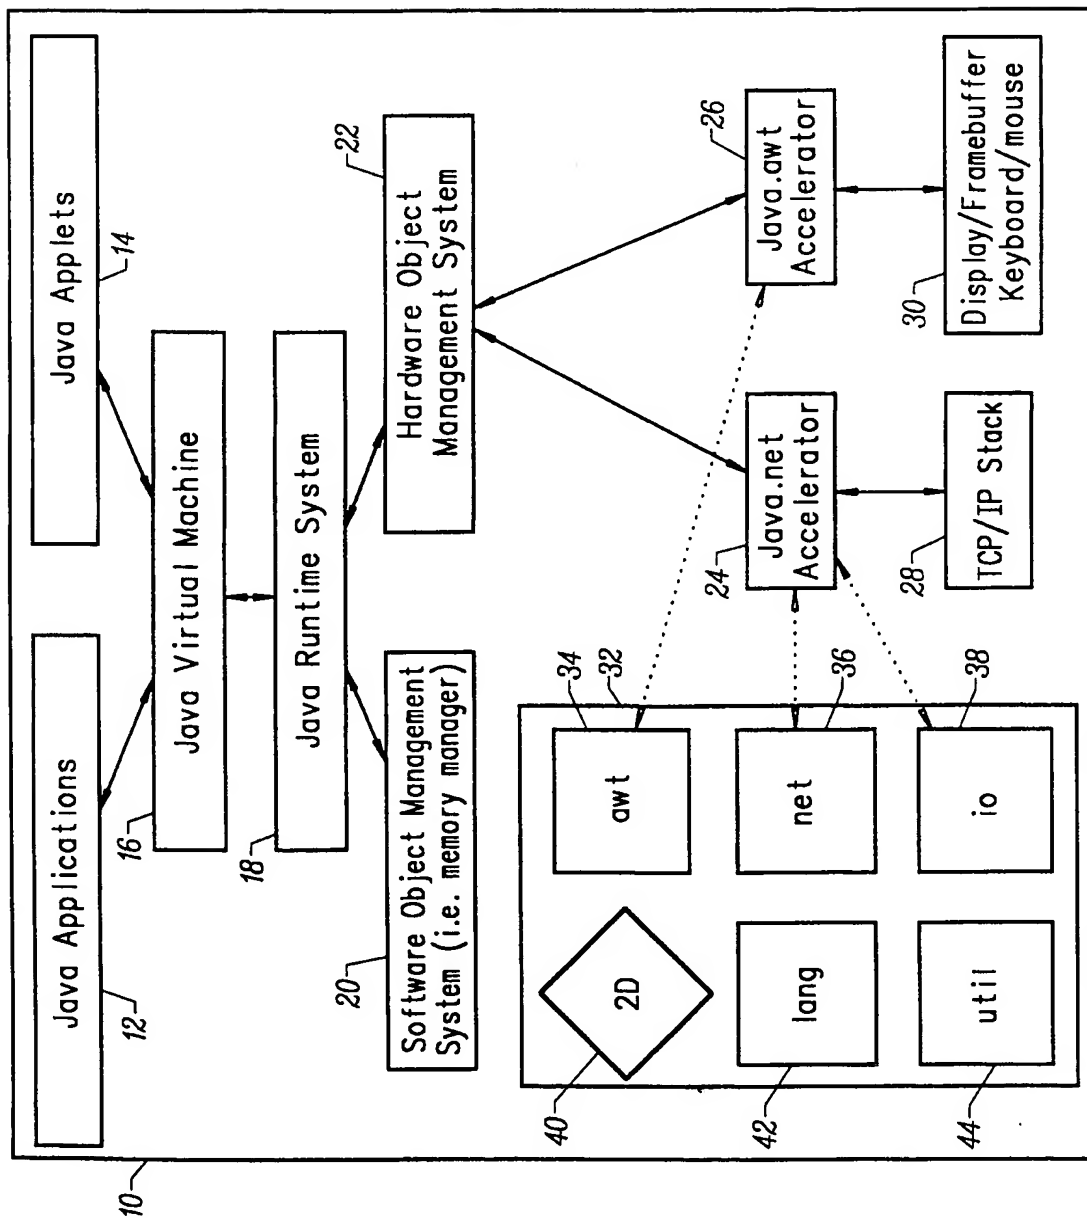 10
Java Applications
12
Java Applets
14
16
Java Virtual Machine
18
Java Runtime System
20
Software Object Management
System (i.e. memory manager)
22
Hardware Object
Management System
40
2D
34
32
awt
42
lang
net
36
44
util
io
38
24
Java.net
Accelerator
26
Java.awt
Accelerator
28
TCP/IP Stack
30
Display/Framebuffer
Keyboard/mouse